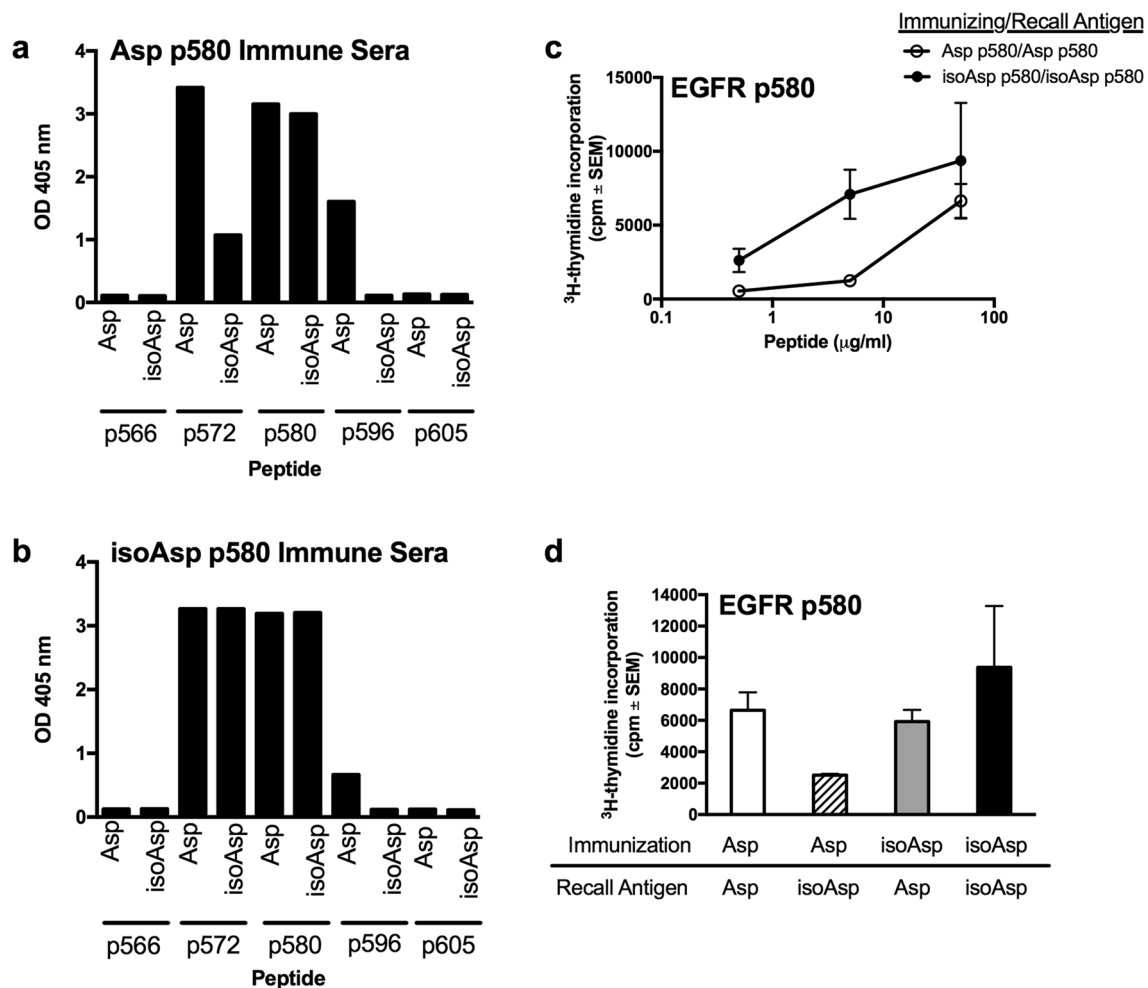 a
Asp p580 Immune Sera
4
3
2
1
0
OD 405 nm
Asp isoAsp Asp isoAsp Asp isoAsp Asp isoAsp Asp isoAsp
p566 p572 p580 p596 p605
Peptide
b
isoAsp p580 Immune Sera
4
3
2
1
0
OD 405 nm
Asp isoAsp Asp isoAsp Asp isoAsp Asp isoAsp Asp isoAsp
p566 p572 p580 p596 p605
Peptide
c
Immunizing/Recall Antigen
Asp p580/Asp p580
isoAsp p580/isoAsp p580
EGFR p580
15000
10000
5000
0
³H-thymidine incorporation
(cpm ± SEM)
0.1 1 10 100
Peptide (μg/ml)
d
EGFR p580
14000
12000
10000
8000
6000
4000
2000
0
³H-thymidine incorporation
(cpm ± SEM)
Immunization Asp Asp isoAsp isoAsp
Recall Antigen Asp isoAsp Asp isoAsp